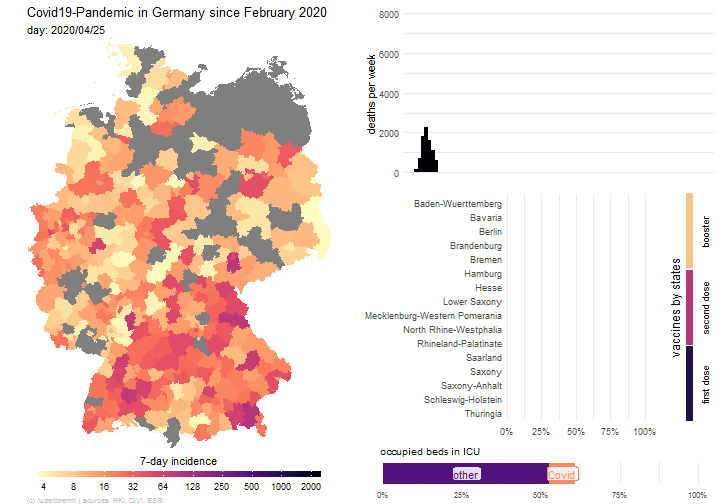 Covid19-Pandemic in Germany since February 2020
day: 2020/04/25
7-day incidence
4 8 16 32 64 128 250 500 1000 2000
(c) /u/zeitbrennt | sources: RKI, DIVI, ESRI
deaths per week
8000
6000
4000
2000
0
Baden-Wuerttemberg
Bavaria
Berlin
Brandenburg
Bremen
Hamburg
Hesse
Lower Saxony
Mecklenburg-Western Pomerania
North Rhine-Westphalia
Rhineland-Palatinate
Saarland
Saxony
Saxony-Anhalt
Schleswig-Holstein
Thuringia
0% 25% 50% 75% 100%
vaccines by states
booster
second dose
first dose
occupied beds in ICU
other Covid
0% 25% 50% 75% 100%